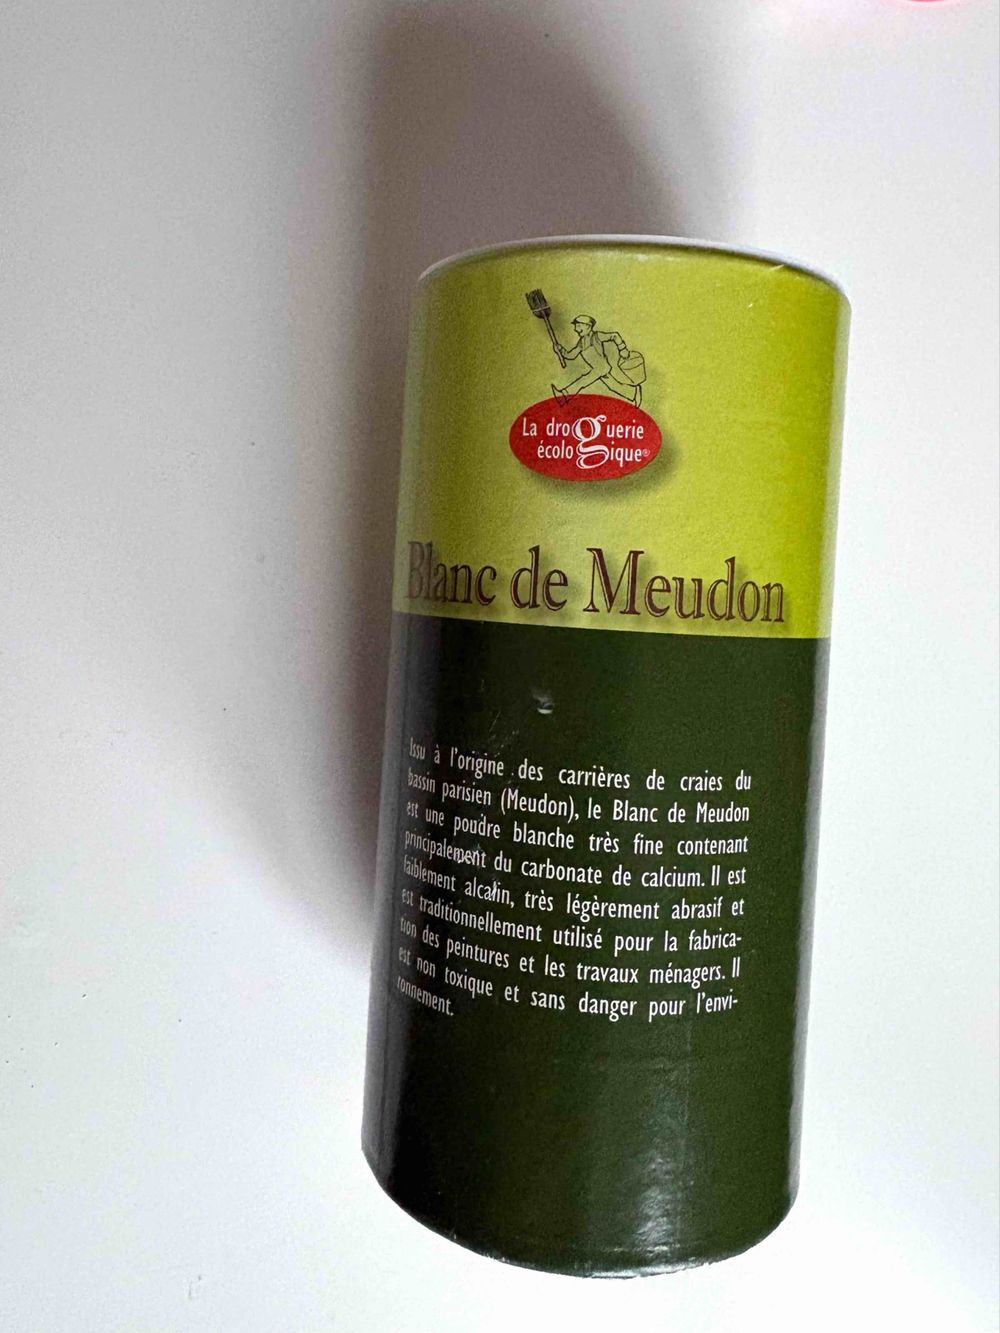 La droguerie
écologique®
Blanc de Meudon
Issu à l'origine des carrières de craies du
bassin parisien (Meudon), le Blanc de Meudon
est une poudre blanche très fine contenant
principalement du carbonate de calcium. Il est
faiblement alcalin, très légèrement abrasif et
est traditionnellement utilisé pour la fabrica-
tion des peintures et les travaux ménagers. Il
est non toxique et sans danger pour l'envi-
ronnement.